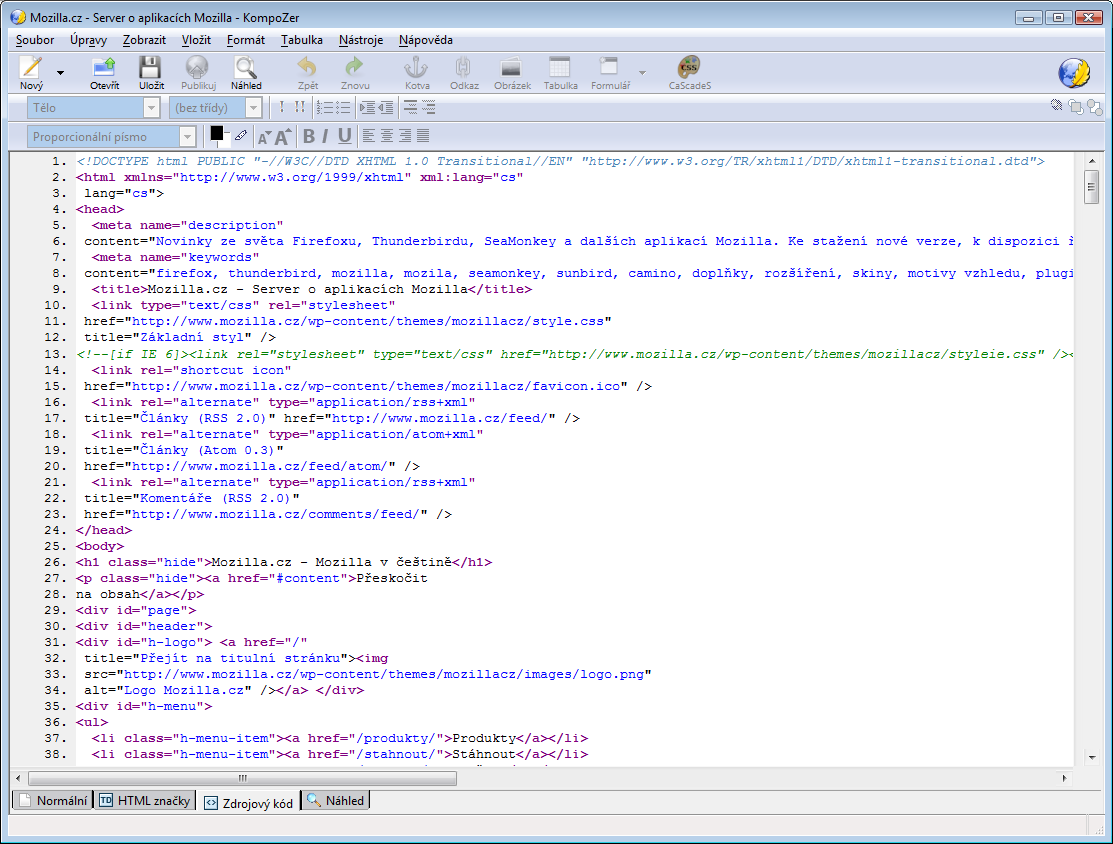 Mozilla.cz - Server o aplikacích Mozilla - KompoZer
Soubor Úpravy Zobrazit Vložit Formát Tabulka Nástroje Nápověda
Nový Otevřít Uložit Publikuj Náhled Zpět Znovu Kotva Odkaz Obrázek Tabulka Formulář CaScadeS
Tělo (bez třídy) ! !!
Proporcionální písmo A A B I U
1. <!DOCTYPE html PUBLIC "-//W3C//DTD XHTML 1.0 Transitional//EN" "http://www.w3.org/TR/xhtml1/DTD/xhtml1-transitional.dtd">
2. <html xmlns="http://www.w3.org/1999/xhtml" xml:lang="cs"
3. lang="cs">
4. <head>
5. <meta name="description"
6. content="Novinky ze světa Firefoxu, Thunderbirdu, SeaMonkey a dalších aplikací Mozilla. Ke stažení nové verze, k dispozici ř
7. <meta name="keywords"
8. content="firefox, thunderbird, mozilla, mozila, seamonkey, sunbird, camino, doplňky, rozšíření, skiny, motivy vzhledu, plugi
9. <title>Mozilla.cz - Server o aplikacích Mozilla</title>
10. <link type="text/css" rel="stylesheet"
11. href="http://www.mozilla.cz/wp-content/themes/mozillacz/style.css"
12. title="Základní styl" />
13. <!--[if IE 6]><link rel="stylesheet" type="text/css" href="http://www.mozilla.cz/wp-content/themes/mozillacz/styleie.css" /><
14. <link rel="shortcut icon"
15. href="http://www.mozilla.cz/wp-content/themes/mozillacz/favicon.ico" />
16. <link rel="alternate" type="application/rss+xml"
17. title="Články (RSS 2.0)" href="http://www.mozilla.cz/feed/" />
18. <link rel="alternate" type="application/atom+xml"
19. title="Články (Atom 0.3)"
20. href="http://www.mozilla.cz/feed/atom/" />
21. <link rel="alternate" type="application/rss+xml"
22. title="Komentáře (RSS 2.0)"
23. href="http://www.mozilla.cz/comments/feed/" />
24. </head>
25. <body>
26. <h1 class="hide">Mozilla.cz - Mozilla v češtině</h1>
27. <p class="hide"><a href="#content">Přeskočit
28. na obsah</a></p>
29. <div id="page">
30. <div id="header">
31. <div id="h-logo"> <a href="/"
32. title="Přejít na titulní stránku"><img
33. src="http://www.mozilla.cz/wp-content/themes/mozillacz/images/logo.png"
34. alt="Logo Mozilla.cz" /></a> </div>
35. <div id="h-menu">
36. <ul>
37. <li class="h-menu-item"><a href="/produkty/">Produkty</a></li>
38. <li class="h-menu-item"><a href="/stahnout/">Stáhnout</a></li>
Normální TD HTML značky Zdrojový kód Náhled